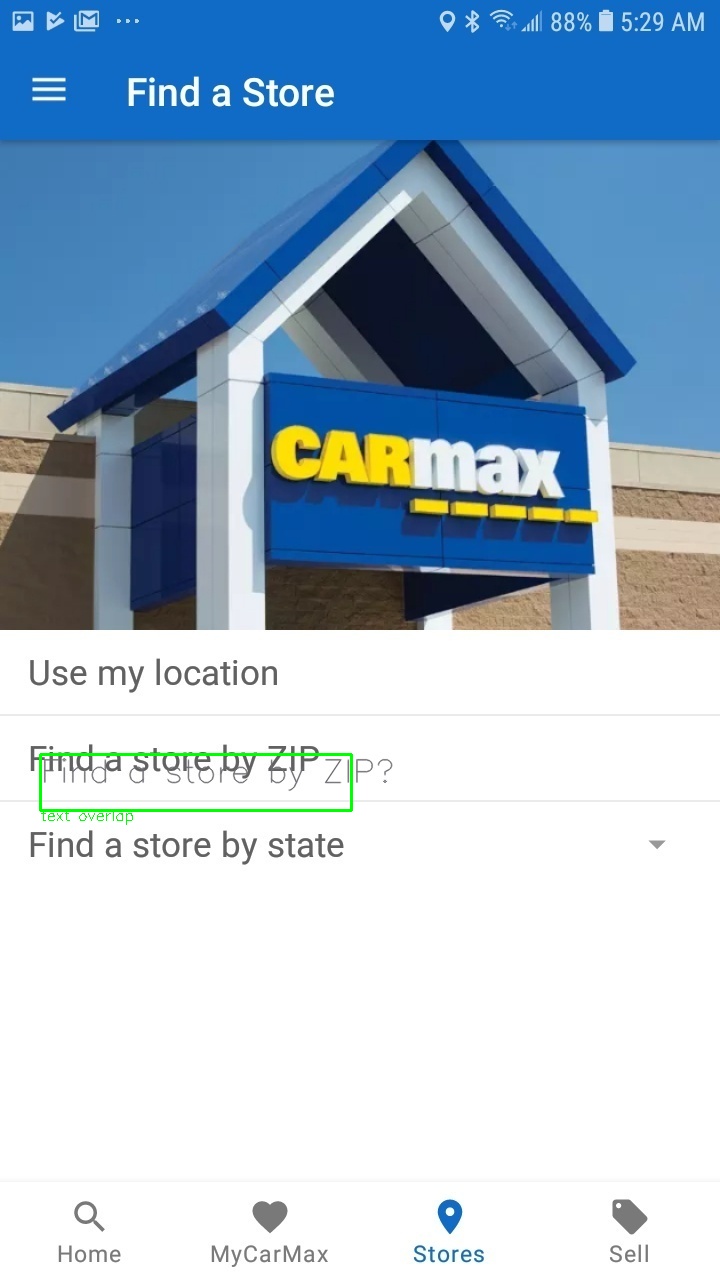 88% 5:29 AM
Find a Store
CARmax
Use my location
Find a store by ZIP
Find a store by ZIP?
text overlap
Find a store by state
Home MyCarMax Stores Sell